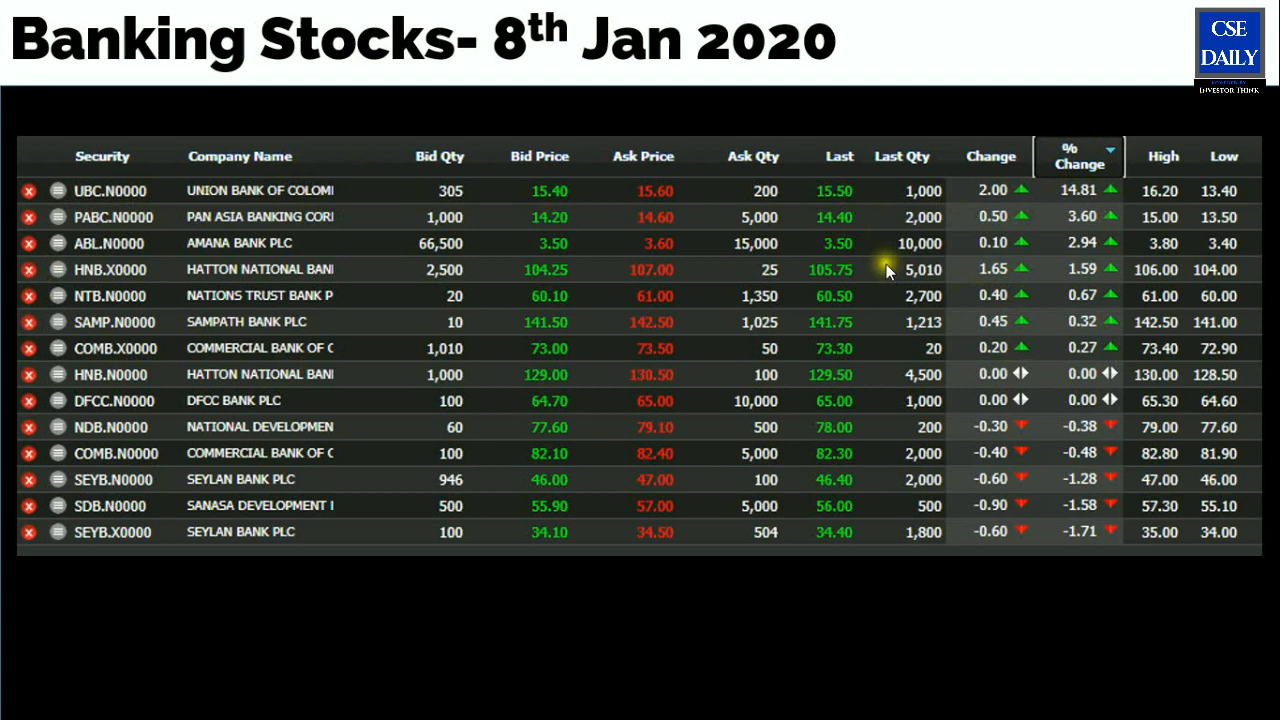 Banking Stocks- 8th Jan 2020
CSE
DAILY
INVESTOR THINK
Security Company Name Bid Qty Bid Price Ask Price Ask Qty Last Last Qty Change % Change High Low
UBC.N0000 UNION BANK OF COLOMI 305 15.40 15.60 200 15.50 1,000 2.00 14.81 16.20 13.40
PABC.N0000 PAN ASIA BANKING CORI 1,000 14.20 14.60 5,000 14.40 2,000 0.50 3.60 15.00 13.50
ABL.N0000 AMANA BANK PLC 66,500 3.50 3.60 15,000 3.50 10,000 0.10 2.94 3.80 3.40
HNB.X0000 HATTON NATIONAL BANI 2,500 104.25 107.00 25 105.75 5,010 1.65 1.59 106.00 104.00
NTB.N0000 NATIONS TRUST BANK P 20 60.10 61.00 1,350 60.50 2,700 0.40 0.67 61.00 60.00
SAMP.N0000 SAMPATH BANK PLC 10 141.50 142.50 1,025 141.75 1,213 0.45 0.32 142.50 141.00
COMB.X0000 COMMERCIAL BANK OF C 1,010 73.00 73.50 50 73.30 20 0.20 0.27 73.40 72.90
HNB.N0000 HATTON NATIONAL BANI 1,000 129.00 130.50 100 129.50 4,500 0.00 0.00 130.00 128.50
DFCC.N0000 DFCC BANK PLC 100 64.70 65.00 10,000 65.00 1,000 0.00 0.00 65.30 64.60
NDB.N0000 NATIONAL DEVELOPMEN 60 77.60 79.10 500 78.00 200 -0.30 -0.38 79.00 77.60
COMB.N0000 COMMERCIAL BANK OF C 100 82.10 82.40 5,000 82.30 2,000 -0.40 -0.48 82.80 81.90
SEYB.N0000 SEYLAN BANK PLC 946 46.00 47.00 100 46.40 2,000 -0.60 -1.28 47.00 46.00
SDB.N0000 SANASA DEVELOPMENT I 500 55.90 57.00 5,000 56.00 500 -0.90 -1.58 57.30 55.10
SEYB.X0000 SEYLAN BANK PLC 100 34.10 34.50 504 34.40 1,800 -0.60 -1.71 35.00 34.00